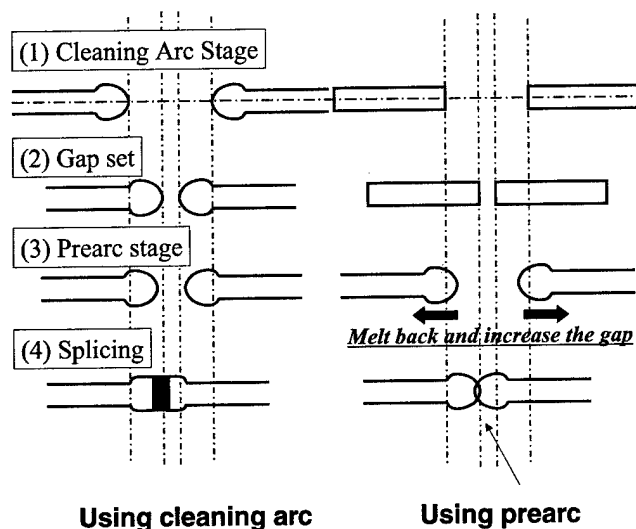 (1) Cleaning Arc Stage
(2) Gap set
(3) Prearc stage
Melt back and increase the gap
(4) Splicing
Using cleaning arc
Using prearc